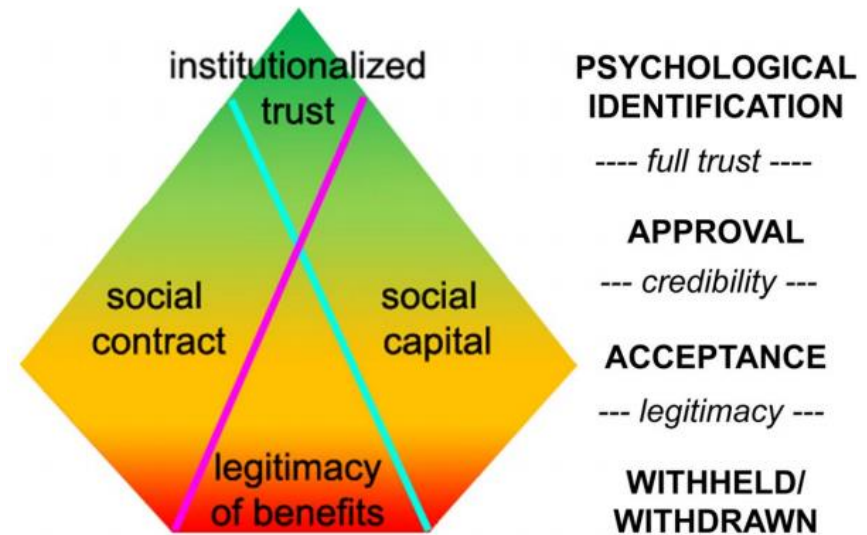 institutionalized
trust
social
contract
social
capital
legitimacy
of benefits
PSYCHOLOGICAL
IDENTIFICATION
---- full trust ----
APPROVAL
--- credibility ---
ACCEPTANCE
--- legitimacy ---
WITHHELD/
WITHDRAWN